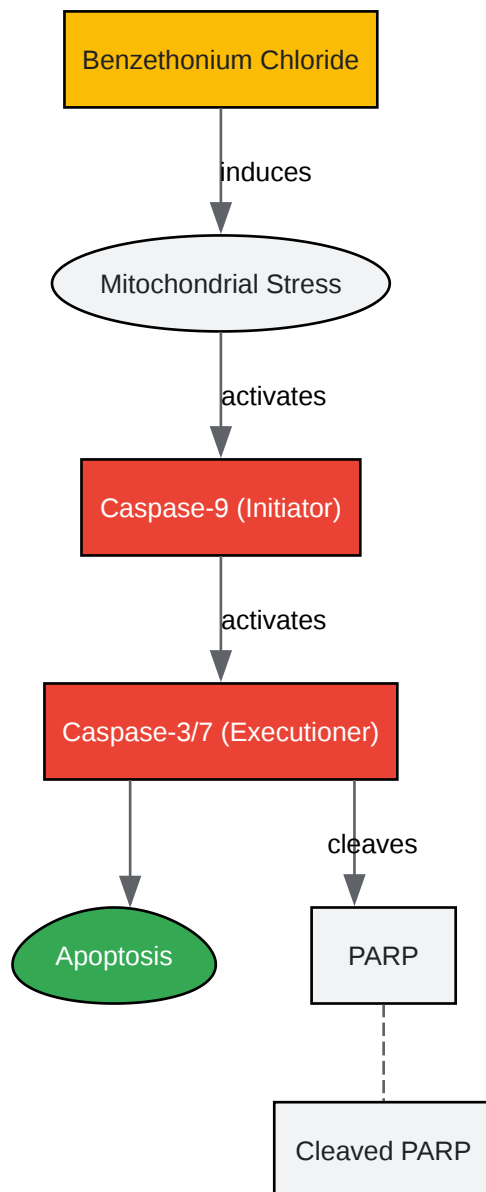 Benzethonium Chloride
induces
Mitochondrial Stress
activates
Caspase-9 (Initiator)
activates
Caspase-3/7 (Executioner)
cleaves
Apoptosis
PARP
Cleaved PARP